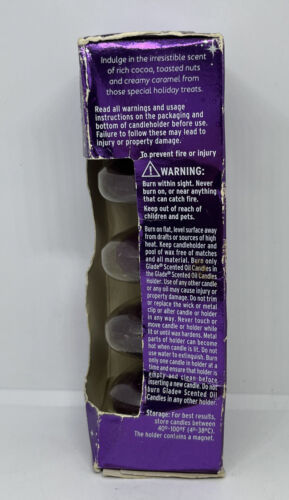 Indulge in the irresistible scent
of rich cocoa, toasted nuts
and creamy caramel from
those special holiday treats.
Read all warnings and usage
instructions on the packaging and
bottom of candleholder before use.
Failure to follow these may lead to
injury or property damage.
To prevent fire or injury
WARNING:
Burn within sight. Never
burn on, or near anything
that can catch fire.
Keep out of reach of
children and pets.
Burn on flat, level surface away
from drafts or sources of high
heat. Keep candleholder and
pool of wax free of matches
and all material. Burn only
Glade® Scented Oil Candles in
the Glade® Scented Oil Candles
holder. Use of any other candle
or any oil may cause injury or
property damage. Do not trim
or replace the wick or metal
clip or alter candle or holder
in any way. Never touch or
move candle or holder while
lit or until wax hardens. Metal
parts of holder can become
hot when candle is lit. Do not
use water to extinguish. Burn
only one candle in holder at a
time and ensure that holder is
empty and clean before
inserting a new candle. Do not
burn Glade® Scented Oil
Candles in any other holder.
Storage: For best results,
store candles between
40º-100ºF (4º-38ºC).
The holder contains a magnet.